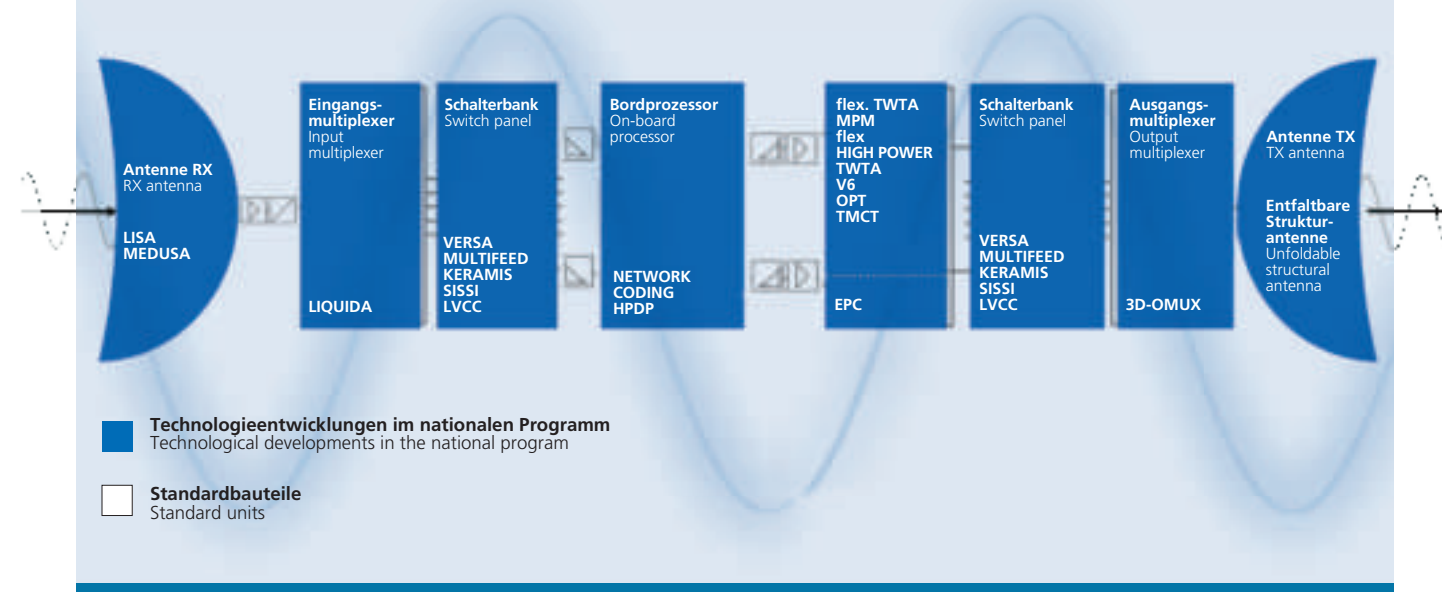 Antenne RX
RX antenna
LISA
MEDUSA
Eingangs-
multiplexer
Input
multiplexer
LIQUIDA
Schalterbank
Switch panel
VERSA
MULTIFEED
KERAMIS
SISSI
LVCC
Bordprozessor
On-board
processor
NETWORK
CODING
HPDP
flex. TWTA
MPM
flex
HIGH POWER
TWTA
V6
OPT
TMCT
EPC
Schalterbank
Switch panel
VERSA
MULTIFEED
KERAMIS
SISSI
LVCC
Ausgangs-
multiplexer
Output
multiplexer
3D-OMUX
Antenne TX
TX antenna
Entfaltbare
Struktur-
antenne
Unfoldable
structural
antenna
Technologieentwicklungen im nationalen Programm
Technological developments in the national program
Standardbauteile
Standard units